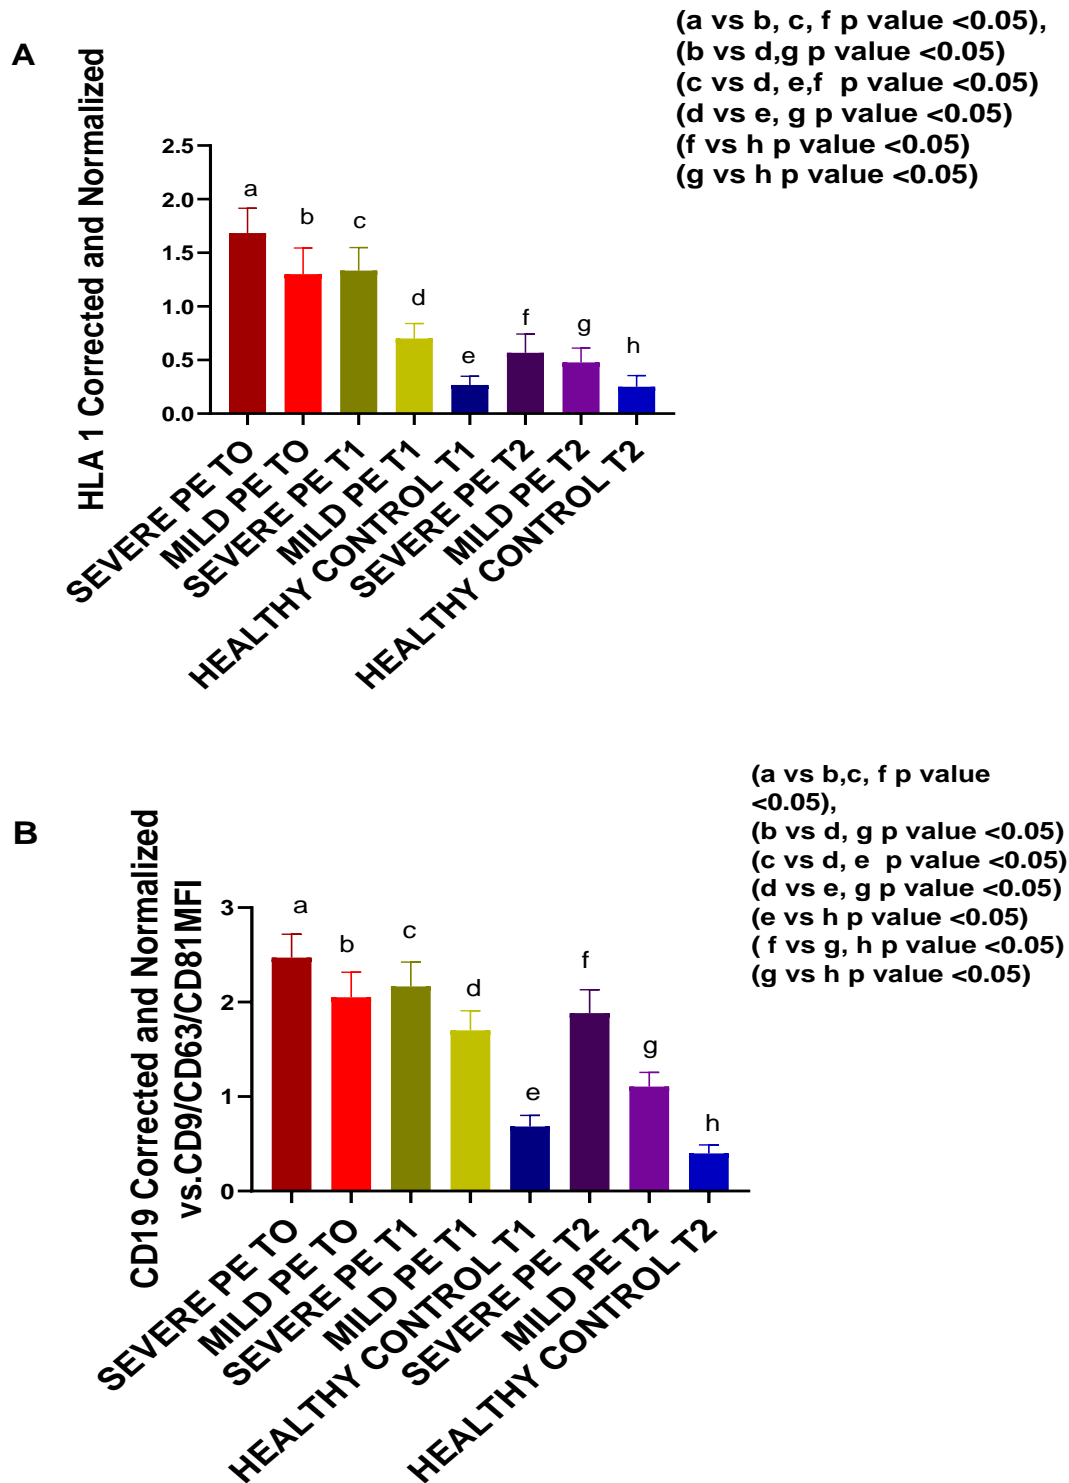 (a vs b, c, f p value <0.05),
(b vs d,g p value <0.05)
(c vs d, e,f  p value <0.05)
(d vs e, g p value <0.05)
(f vs h p value <0.05)
(g vs h p value <0.05)
A
HLA 1 Corrected and Normalized
2.5
2.0
1.5
1.0
0.5
0.0
a
b
c
d
e
f
g
h
SEVERE PE TO
MILD PE TO
SEVERE PE T1
MILD PE T1
HEALTHY CONTROL T1
SEVERE PE T2
MILD PE T2
HEALTHY CONTROL T2
(a vs b,c, f p value
<0.05),
(b vs d, g p value <0.05)
(c vs d, e  p value <0.05)
(d vs e, g p value <0.05)
(e vs h p value <0.05)
( f vs g, h p value <0.05)
(g vs h p value <0.05)
B
CD19 Corrected and Normalized
vs.CD9/CD63/CD81MFI
3
2
1
0
a
b
c
d
e
f
g
h
SEVERE PE TO
MILD PE TO
SEVERE PE T1
MILD PE T1
HEALTHY CONTROL T1
SEVERE PE T2
MILD PE T2
HEALTHY CONTROL T2